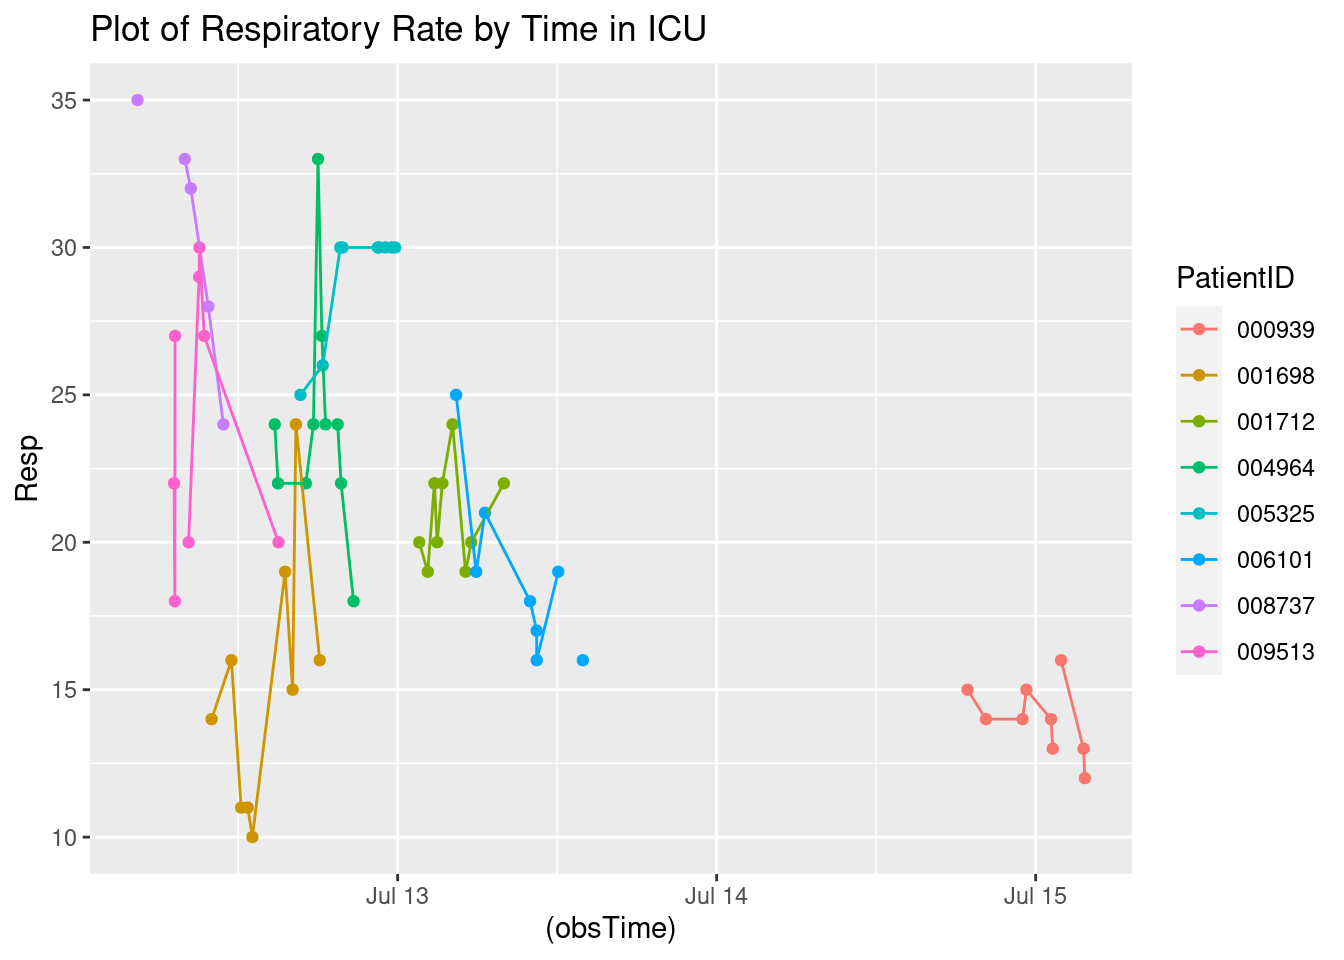 Plot of Respiratory Rate by Time in ICU
35
30
25
20
15
10
Resp
Jul 13
Jul 14
Jul 15
(obsTime)
PatientID
000939
001698
001712
004964
005325
006101
008737
009513